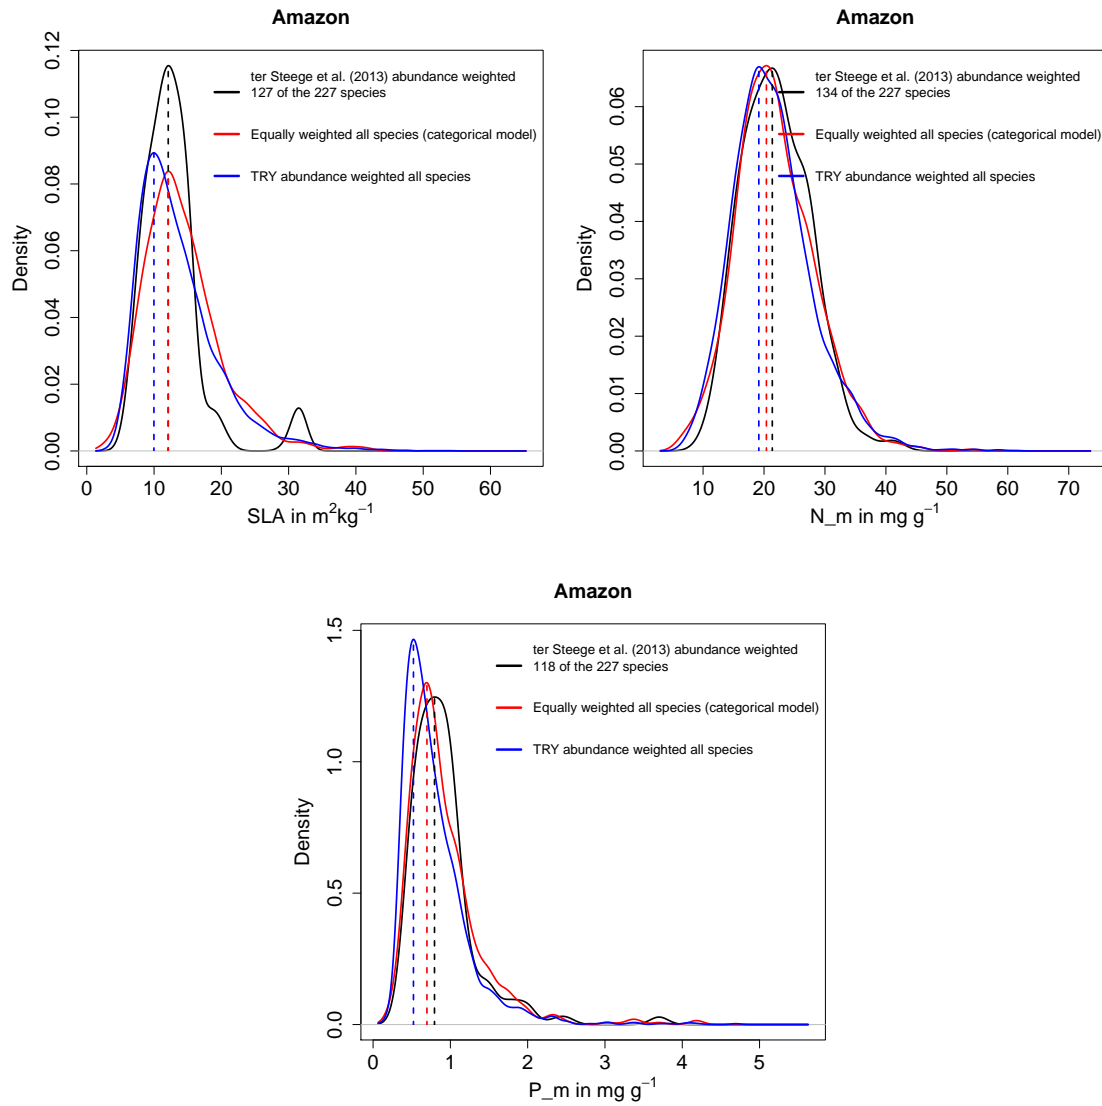 Amazon
0.00 0.02 0.04 0.06 0.08 0.10 0.12
Density
ter Steege et al. (2013) abundance weighted
127 of the 227 species
Equally weighted all species (categorical model)
TRY abundance weighted all species
0 10 20 30 40 50 60
SLA in m²kg⁻¹
Amazon
0.00 0.01 0.02 0.03 0.04 0.05 0.06
Density
ter Steege et al. (2013) abundance weighted
134 of the 227 species
Equally weighted all species (categorical model)
TRY abundance weighted all species
10 20 30 40 50 60 70
N_m in mg g⁻¹
Amazon
0.0 0.5 1.0 1.5
Density
ter Steege et al. (2013) abundance weighted
118 of the 227 species
Equally weighted all species (categorical model)
TRY abundance weighted all species
0 1 2 3 4 5
P_m in mg g⁻¹